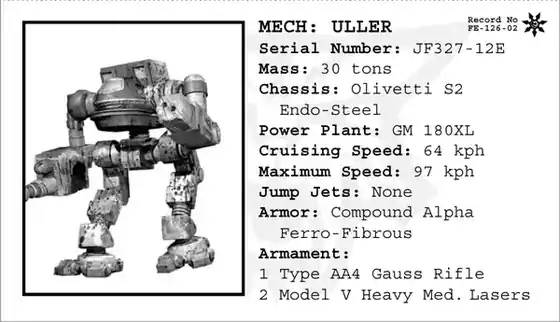 MECH: ULLER
Record No
FE-126-02
Serial Number: JF327-12E
Mass: 30 tons
Chassis: Olivetti S2
Endo-Steel
Power Plant: GM 180XL
Cruising Speed: 64 kph
Maximum Speed: 97 kph
Jump Jets: None
Armor: Compound Alpha
Ferro-Fibrous
Armament:
1 Type AA4 Gauss Rifle
2 Model V Heavy Med. Lasers